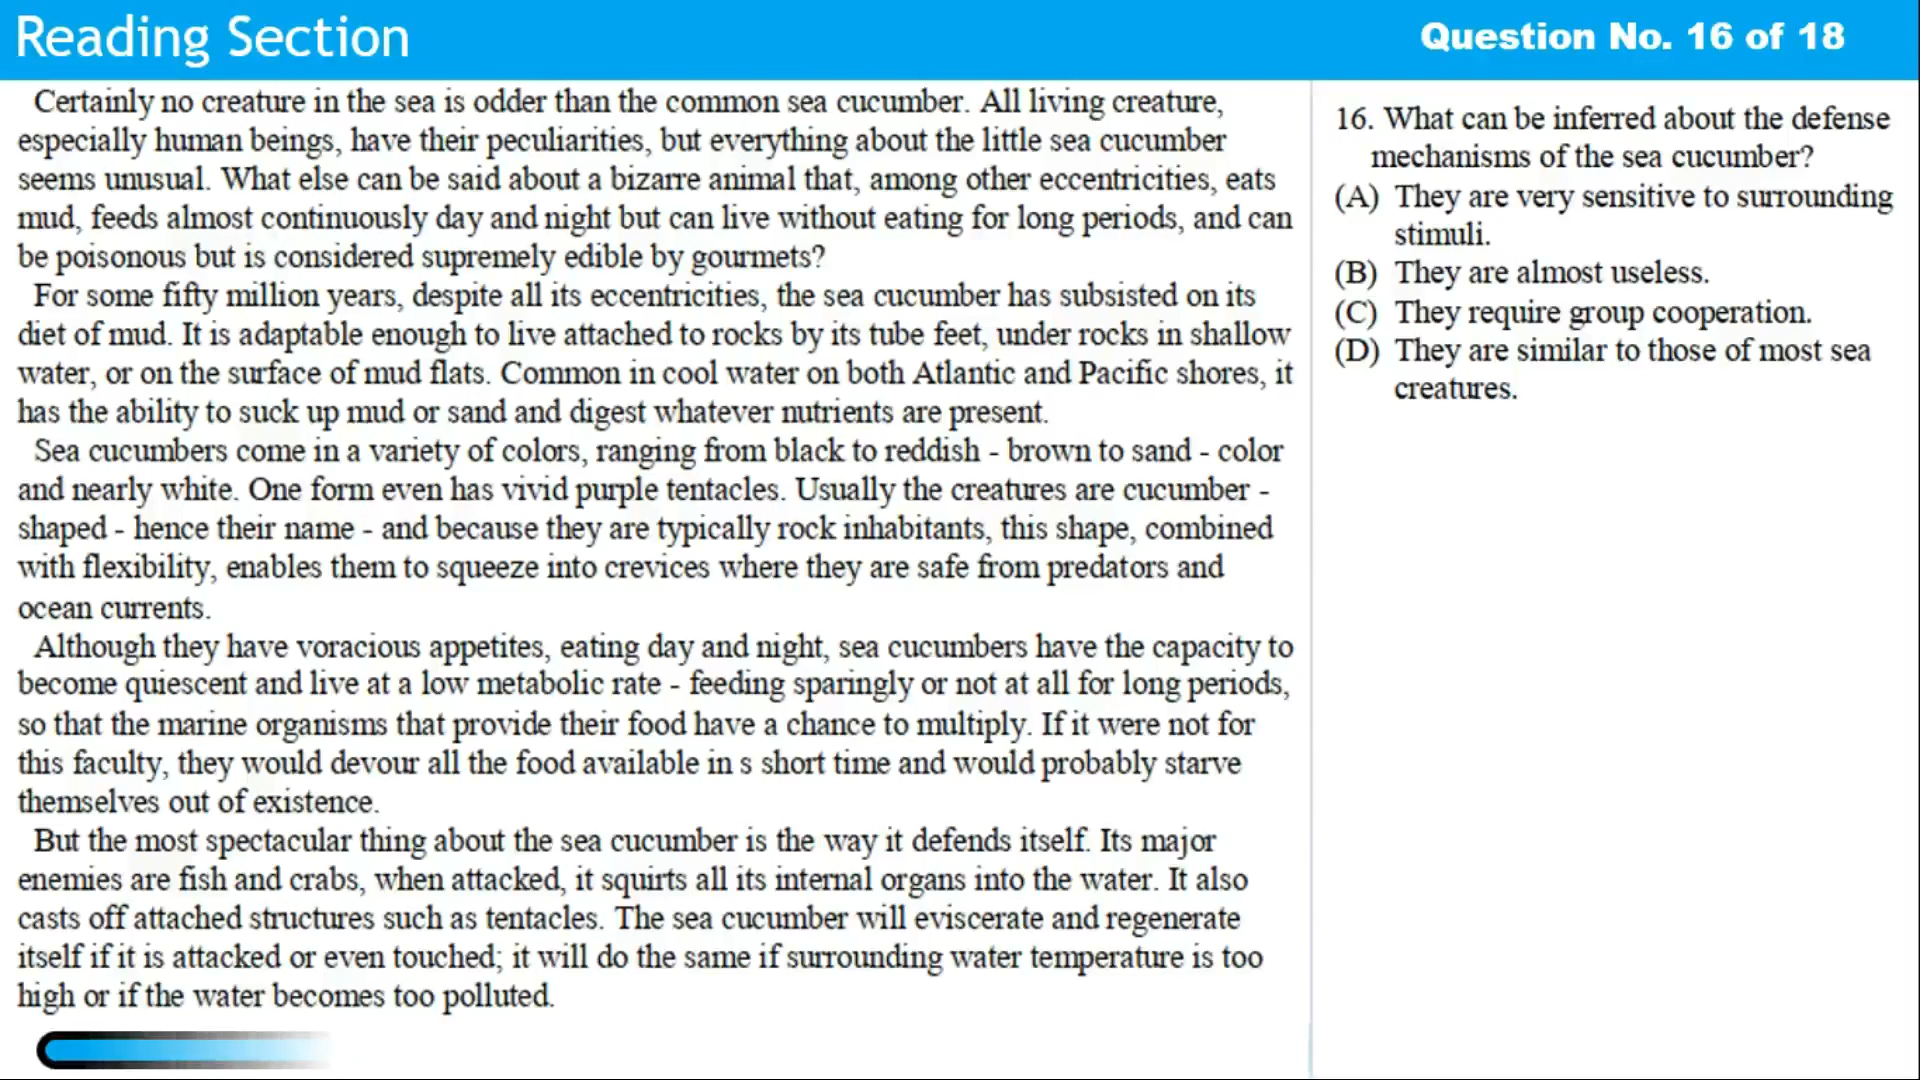 Reading Section
Question No. 16 of 18
Certainly no creature in the sea is odder than the common sea cucumber. All living creature,
especially human beings, have their peculiarities, but everything about the little sea cucumber
seems unusual. What else can be said about a bizarre animal that, among other eccentricities, eats
mud, feeds almost continuously day and night but can live without eating for long periods, and can
be poisonous but is considered supremely edible by gourmets?
For some fifty million years, despite all its eccentricities, the sea cucumber has subsisted on its
diet of mud. It is adaptable enough to live attached to rocks by its tube feet, under rocks in shallow
water, or on the surface of mud flats. Common in cool water on both Atlantic and Pacific shores, it
has the ability to suck up mud or sand and digest whatever nutrients are present.
Sea cucumbers come in a variety of colors, ranging from black to reddish - brown to sand - color
and nearly white. One form even has vivid purple tentacles. Usually the creatures are cucumber -
shaped - hence their name - and because they are typically rock inhabitants, this shape, combined
with flexibility, enables them to squeeze into crevices where they are safe from predators and
ocean currents.
Although they have voracious appetites, eating day and night, sea cucumbers have the capacity to
become quiescent and live at a low metabolic rate - feeding sparingly or not at all for long periods,
so that the marine organisms that provide their food have a chance to multiply. If it were not for
this faculty, they would devour all the food available in s short time and would probably starve
themselves out of existence.
But the most spectacular thing about the sea cucumber is the way it defends itself. Its major
enemies are fish and crabs, when attacked, it squirts all its internal organs into the water. It also
casts off attached structures such as tentacles. The sea cucumber will eviscerate and regenerate
itself if it is attacked or even touched; it will do the same if surrounding water temperature is too
high or if the water becomes too polluted.
16. What can be inferred about the defense
mechanisms of the sea cucumber?
(A) They are very sensitive to surrounding
stimuli.
(B) They are almost useless.
(C) They require group cooperation.
(D) They are similar to those of most sea
creatures.